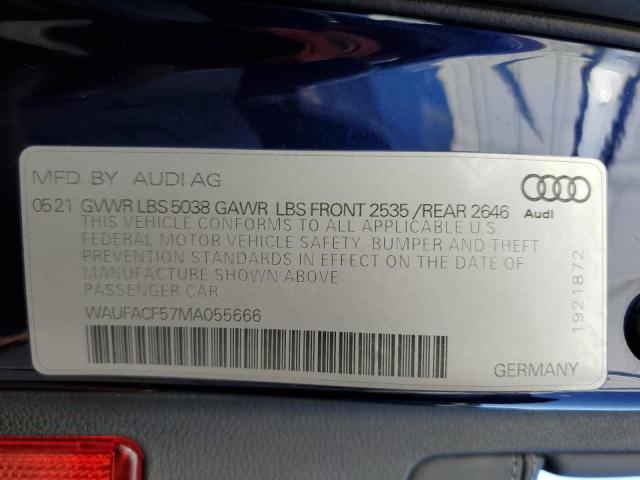 MFD. BY AUDI AG
05.21 GVWR LBS 5038 GAWR LBS FRONT 2535 /REAR 2646
THIS VEHICLE CONFORMS TO ALL APPLICABLE U.S.
FEDERAL MOTOR VEHICLE SAFETY, BUMPER AND THEFT
PREVENTION STANDARDS IN EFFECT ON THE DATE OF
MANUFACTURE SHOWN ABOVE
PASSENGER CAR
WAUFACF57MA055666
Audi
1921872
GERMANY